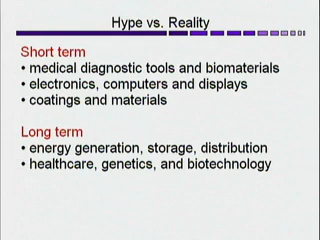 Hype vs. Reality
Short term
• medical diagnostic tools and biomaterials
• electronics, computers and displays
• coatings and materials
Long term
• energy generation, storage, distribution
• healthcare, genetics, and biotechnology